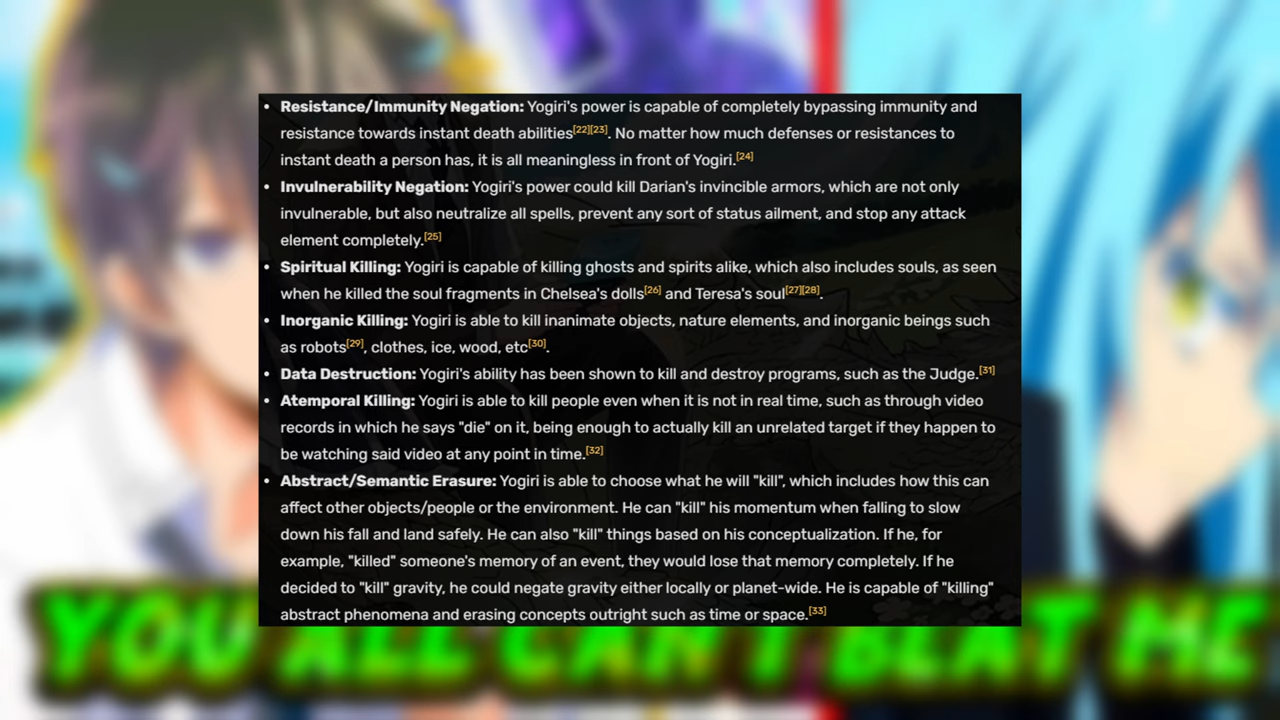 • Resistance/Immunity Negation: Yogiri's power is capable of completely bypassing immunity and
resistance towards instant death abilities[22][23]. No matter how much defenses or resistances to
instant death a person has, it is all meaningless in front of Yogiri.[24]
• Invulnerability Negation: Yogiri's power could kill Darian's invincible armors, which are not only
invulnerable, but also neutralize all spells, prevent any sort of status ailment, and stop any attack
element completely.[25]
• Spiritual Killing: Yogiri is capable of killing ghosts and spirits alike, which also includes souls, as seen
when he killed the soul fragments in Chelsea's dolls[26] and Teresa's soul[27][28].
• Inorganic Killing: Yogiri is able to kill inanimate objects, nature elements, and inorganic beings such
as robots[29], clothes, ice, wood, etc[30].
• Data Destruction: Yogiri's ability has been shown to kill and destroy programs, such as the Judge.[31]
• Atemporal Killing: Yogiri is able to kill people even when it is not in real time, such as through video
records in which he says "die" on it, being enough to actually kill an unrelated target if they happen to
be watching said video at any point in time.[32]
• Abstract/Semantic Erasure: Yogiri is able to choose what he will "kill", which includes how this can
affect other objects/people or the environment. He can "kill" his momentum when falling to slow
down his fall and land safely. He can also "kill" things based on his conceptualization. If he, for
example, "killed" someone's memory of an event, they would lose that memory completely. If he
decided to "kill" gravity, he could negate gravity either locally or planet-wide. He is capable of "killing"
abstract phenomena and erasing concepts outright such as time or space.[33]
YOU ALL CAN'T BEAT ME